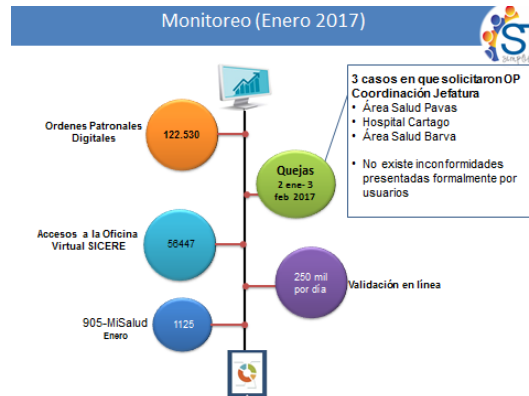 Monitoreo (Enero 2017)
3 casos en que solicitaron OP
Coordinación Jefatura
• Área Salud Pavas
• Hospital Cartago
• Área Salud Barva
• No existe inconformidades
presentadas formalmente por
usuarios
Ordenes Patronales
Digitales
122.530
Quejas
2 ene- 3
feb 2017
Accesos a la Oficina
Virtual SICERE
56447
250 mil
por día
Validación en línea
905-MiSalud
Enero
1125